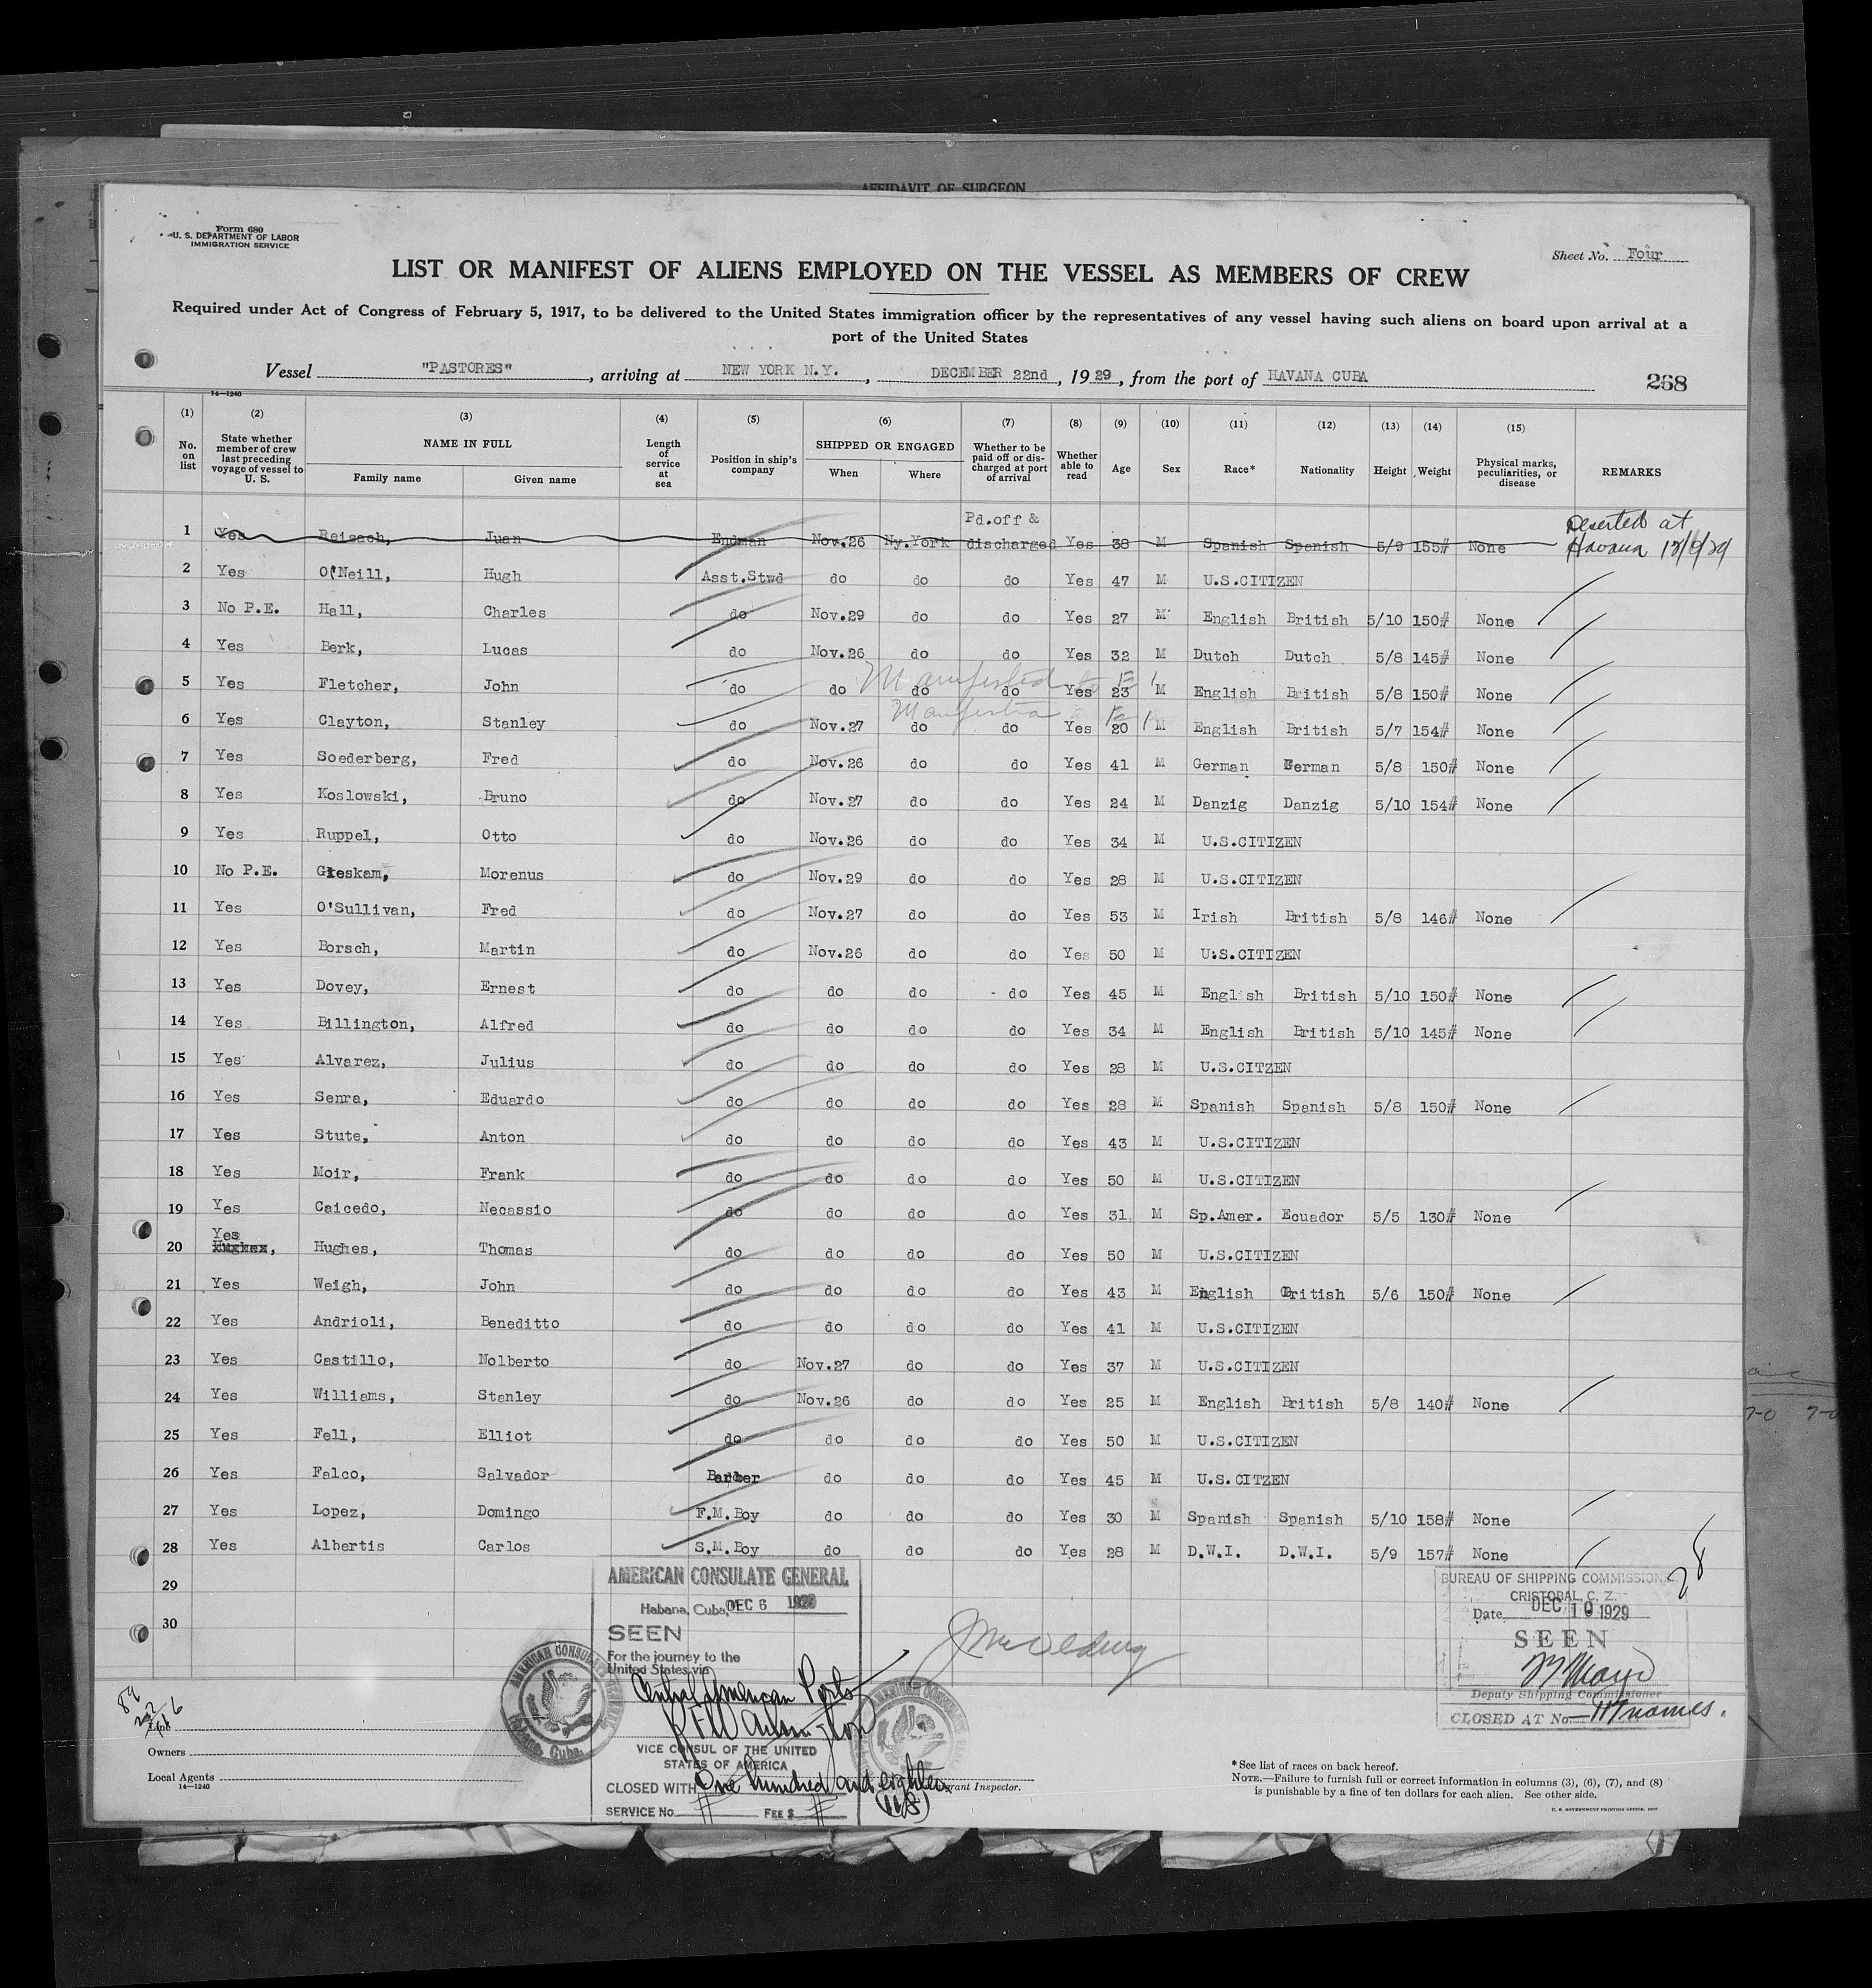 AFFIDAVIT OF SURGEON
Form 680
U. S. DEPARTMENT OF LABOR
IMMIGRATION SERVICE
Sheet No. Four
LIST OR MANIFEST OF ALIENS EMPLOYED ON THE VESSEL AS MEMBERS OF CREW
Required under Act of Congress of February 5, 1917, to be delivered to the United States immigration officer by the representatives of any vessel having such aliens on board upon arrival at a
port of the United States
Vessel "PASTORES", arriving at NEW YORK N.Y., DECEMBER 22nd, 1929, from the port of HAVANA CUBA 268
14—1240
(1) (2) (3) (4) (5) (6) (7) (8) (9) (10) (11) (12) (13) (14) (15)
No. on list State whether member of crew last preceding voyage of vessel to U. S. NAME IN FULL Family name Given name Length of service at sea Position in ship's company SHIPPED OR ENGAGED When Where Whether to be paid off or discharged at port of arrival Whether able to read Age Sex Race* Nationality Height Weight Physical marks, peculiarities, or disease REMARKS
1 Yes Reisach, Juan Endman Nov.26 Ny.York Pd.off & discharged Yes 38 M Spanish Spanish 5/9 155# None Deserted at Havana
2 Yes O'Neill, Hugh Asst.Stwd do do do Yes 47 M U.S.CITIZEN
3 No P.E. Hall, Charles do Nov.29 do do Yes 27 M English British 5/10 150# None
4 Yes Berk, Lucas do Nov.26 do do Yes 32 M Dutch Dutch 5/8 145# None
Manifested
5 Yes Fletcher, John do do do do Yes 23 M English British 5/8 150# None
6 Yes Clayton, Stanley do Nov.27 do do Yes 20 M English British 5/7 154# None
7 Yes Soederberg, Fred do Nov.26 do do Yes 41 M German German 5/8 150# None
8 Yes Koslowski, Bruno do Nov.27 do do Yes 24 M Danzig Danzig 5/10 154# None
9 Yes Ruppel, Otto do Nov.26 do do Yes 34 M U.S.CITIZEN
10 No P.E. Greskam, Morenus do Nov.29 do do Yes 28 M U.S.CITIZEN
11 Yes O'Sullivan, Fred do Nov.27 do do Yes 53 M Irish British 5/8 146# None
12 Yes Borsch, Martin do Nov.26 do do Yes 50 M U.S.CITIZEN
13 Yes Dovey, Ernest do do do do Yes 45 M English British 5/10 150# None
14 Yes Billington, Alfred do do do do Yes 34 M English British 5/10 145# None
15 Yes Alvarez, Julius do do do do Yes 28 M U.S.CITZEN
16 Yes Senra, Eduardo do do do do Yes 28 M Spanish Spanish 5/8 150# None
17 Yes Stute, Anton do do do do Yes 43 M U.S.CITIZEN
18 Yes Moir, Frank do do do do Yes 50 M U.S.CITIZEN
19 Yes Caicedo, Necassio do do do do Yes 31 M Sp.Amer. Ecuador 5/5 130# None
20 Yes Hughes, Thomas do do do do Yes 50 M U.S.CITIZEN
21 Yes Weigh, John do do do do Yes 43 M English British 5/6 150# None
22 Yes Andrioli, Beneditto do do do do Yes 41 M U.S.CITIZEN
23 Yes Castillo, Nolberto do Nov.27 do do Yes 37 M U.S.CITIZEN
24 Yes Williams, Stanley do Nov.26 do do Yes 25 M English British 5/8 140# None
25 Yes Fell, Elliot do do do do Yes 50 M U.S.CITIZEN
26 Yes Falco, Salvador Barber do do do Yes 45 M U.S.CITZEN
27 Yes Lopez, Domingo F.M.Boy do do do Yes 30 M Spanish Spanish 5/10 158# None
28 Yes Albertis Carlos S.M.Boy do do do Yes 28 M D.W.I. D.W.I. 5/9 157# None
29
30
28
AMERICAN CONSULATE GENERAL
Habana, Cuba, DEC 6 1929
SEEN
For the journey to the
United States via
Central American Ports
VICE CONSUL OF THE UNITED
STATES OF AMERICA
CLOSED WITH One hundred and eighteen
(118)
SERVICE No. FEE $
BUREAU OF SHIPPING COMMISSIONER
CRISTOBAL, C. Z.
Date DEC 10 1929
SEEN
Deputy Shipping Commissioner
CLOSED AT No. 117 names.
Line
Owners
Local Agents
14—1240
Immigrant Inspector.
* See list of races on back hereof.
NOTE.—Failure to furnish full or correct information in columns (3), (6), (7), and (8)
is punishable by a fine of ten dollars for each alien. See other side.
U. S. GOVERNMENT PRINTING OFFICE